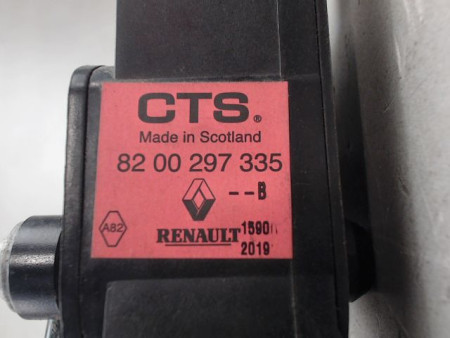 CTS®
Made in Scotland
82 00 297 335
--B
A82
RENAULT
2019